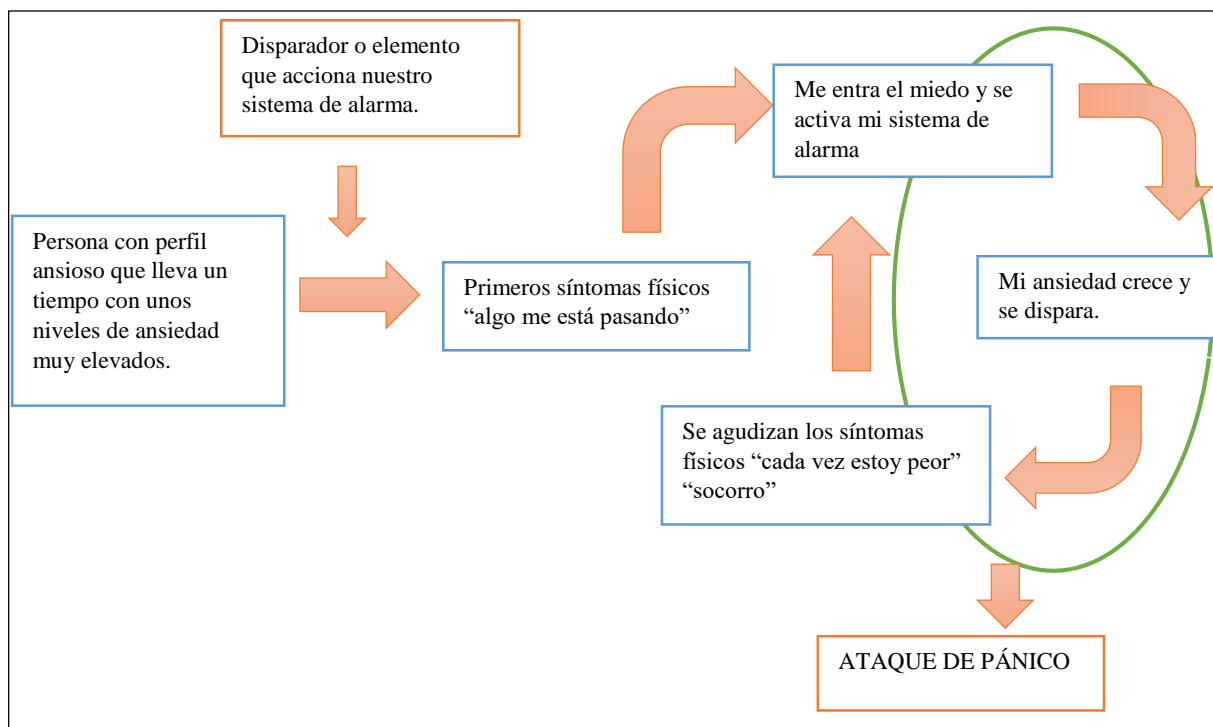 Disparador o elemento
que acciona nuestro
sistema de alarma.
Persona con perfil
ansioso que lleva un
tiempo con unos
niveles de ansiedad
muy elevados.
Primeros síntomas físicos
“algo me está pasando”
Me entra el miedo y se
activa mi sistema de
alarma
Mi ansiedad crece y
se dispara.
Se agudizan los síntomas
físicos “cada vez estoy peor”
“socorro”
ATAQUE DE PÁNICO